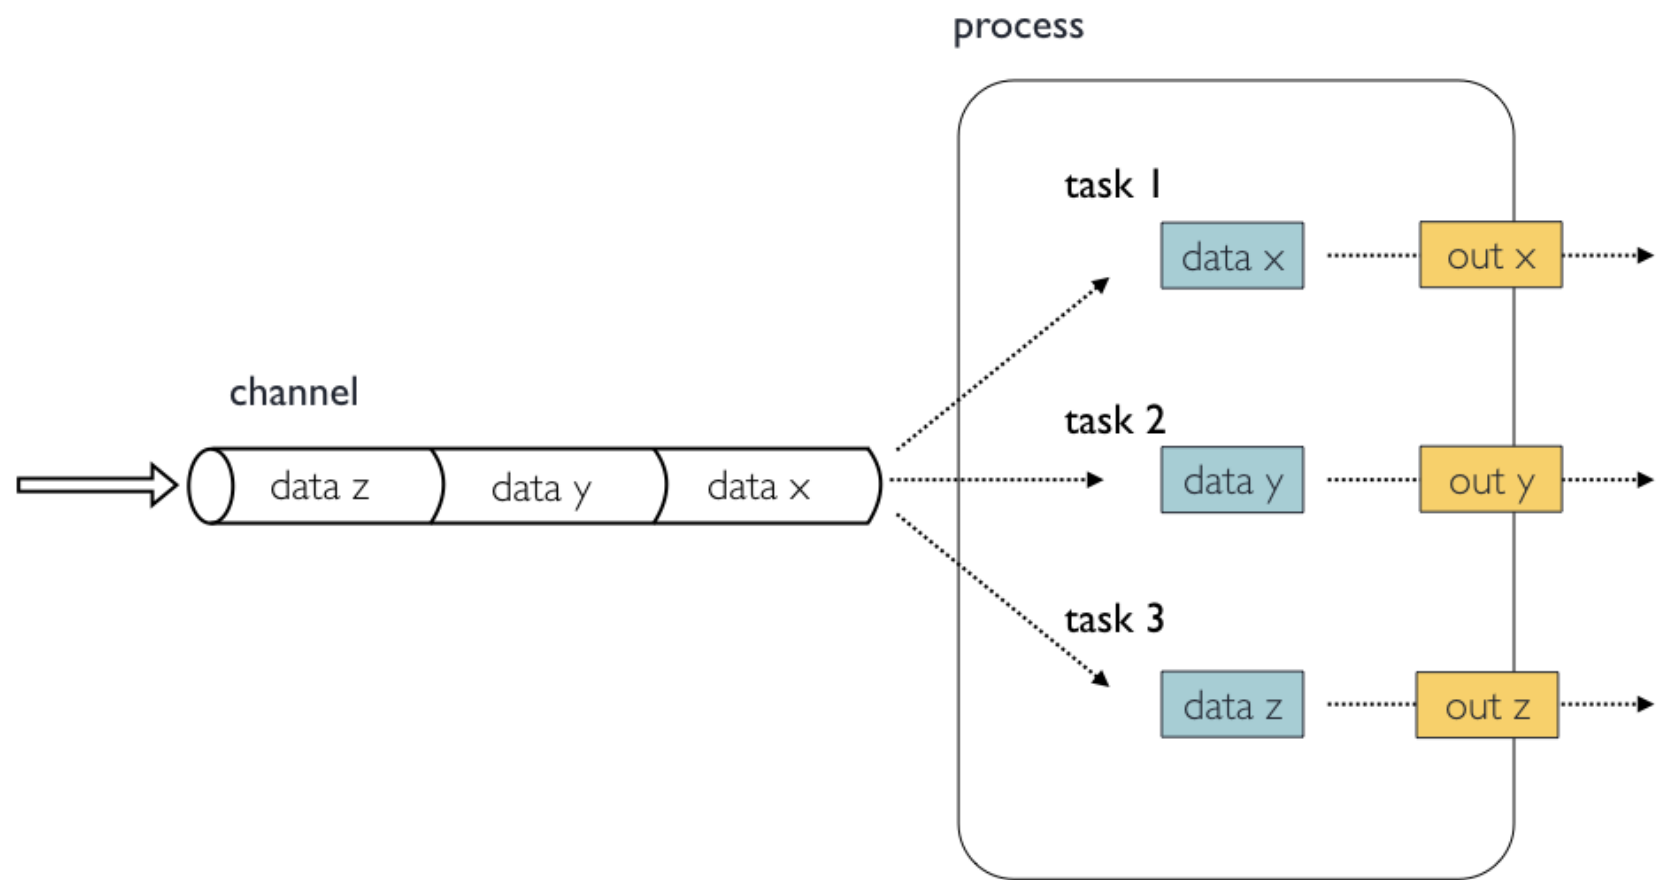 process
task 1
data x
out x
channel
task 2
data z
data y
data x
data y
out y
task 3
data z
out z